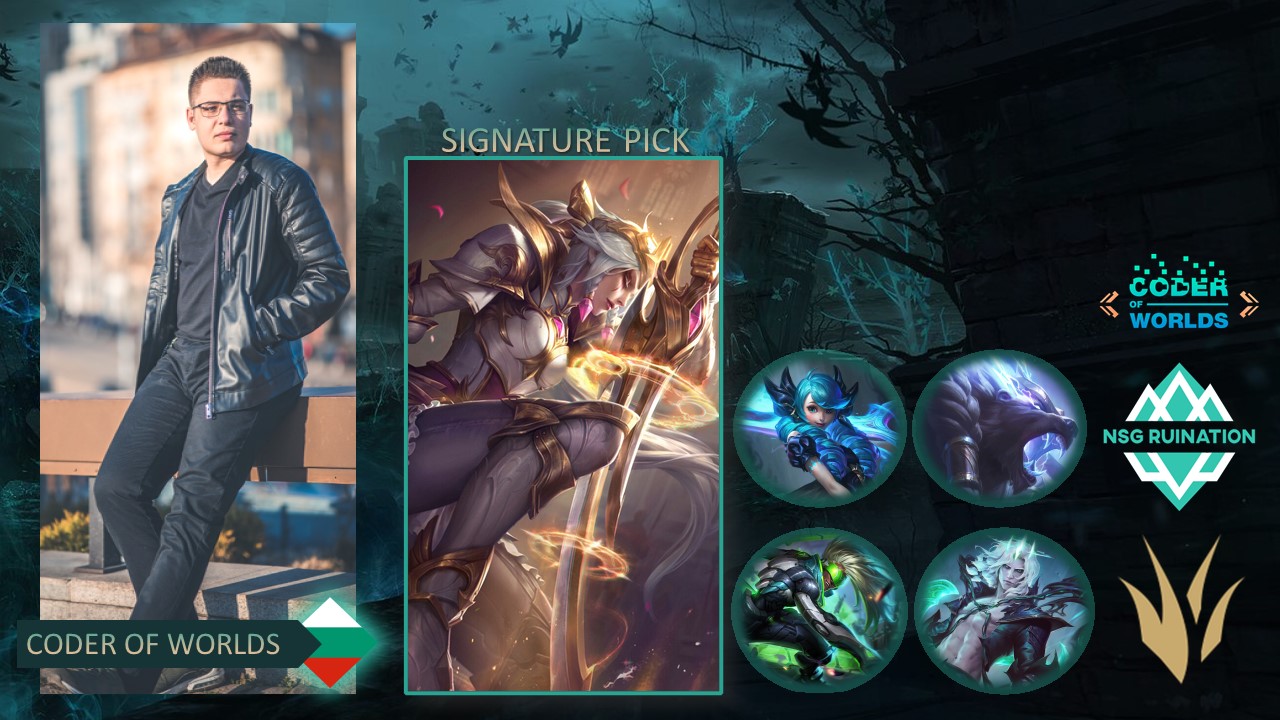 SIGNATURE PICK
CODER
OF
WORLDS
NSG RUINATION
CODER OF WORLDS